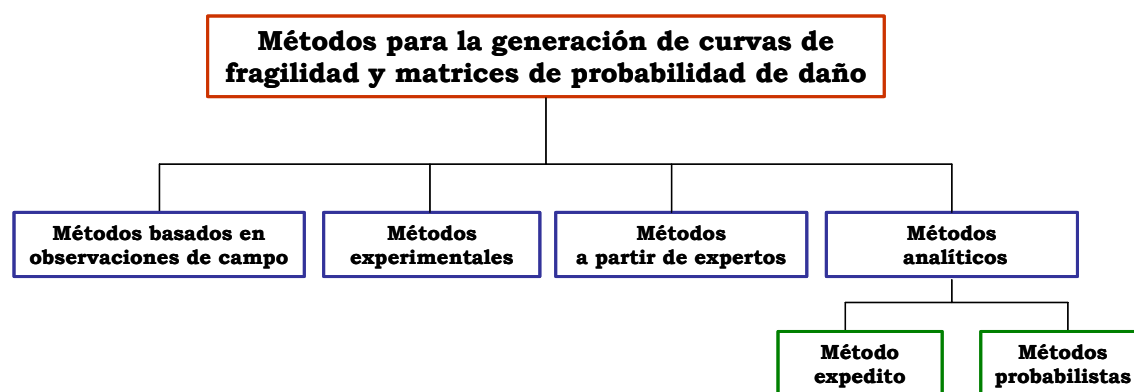 Métodos para la generación de curvas de
fragilidad y matrices de probabilidad de daño
Métodos basados en
observaciones de campo
Métodos
experimentales
Métodos
a partir de expertos
Métodos
analíticos
Método
expedito
Métodos
probabilistas